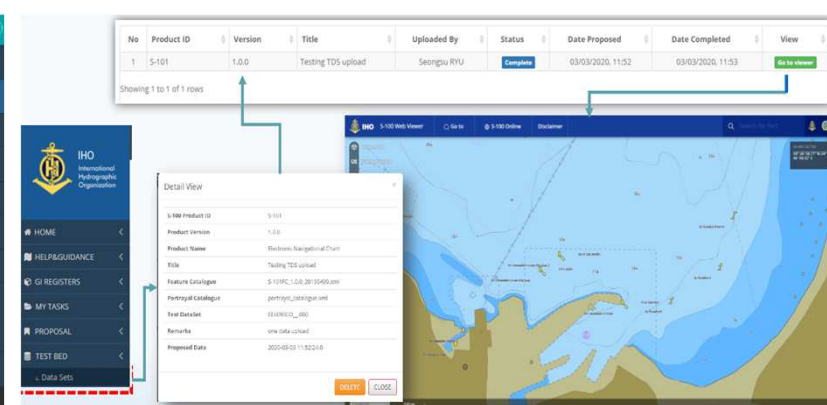 No Product ID Version Title Uploaded By Status Date Proposed Date Completed View
1 S-101 1.0.0 Testing TDS upload Seongsu RYU Complete 03/03/2020, 11:52 03/03/2020, 11:53 Go to viewer
Showing 1 to 1 of 1 rows
IHO
International
Hydrographic
Organization
HOME
HELP&GUIDANCE
GI REGISTERS
MY TASKS
PROPOSAL
TEST BED
Data Sets
Detail View
S-100 Product ID S-101
Product Version 1.0.0
Product Name Electronic Navigational Chart
Title Testing TDS upload
Feature Catalogue
Portrayal Catalogue portrayal_catalogue.xml
Test DataSet
Remarks one data upload
Proposed Date
DELETE CLOSE
IHO S-100 Web Viewer Go to S-100 Online Disclaimer